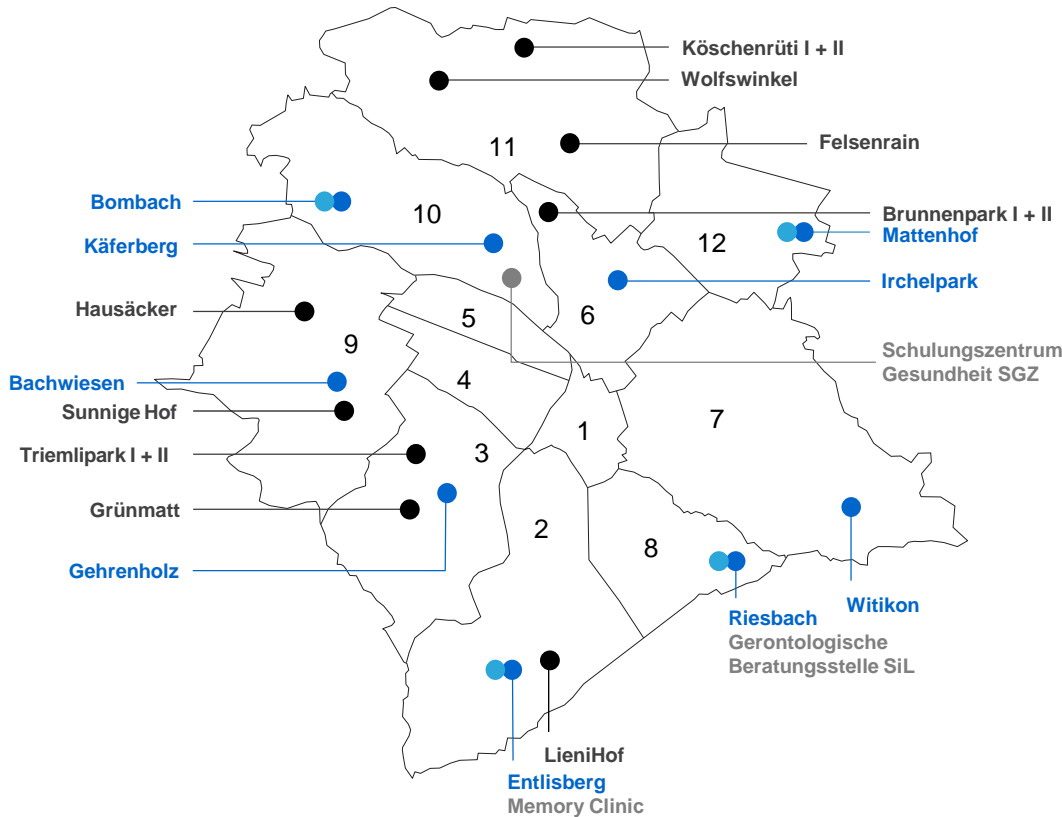 Köschenrüti I + II
Wolfswinkel
11
Felsenrain
Bombach
10
Brunnenpark I + II
12
Mattenhof
Käferberg
Irchelpark
Hausäcker
5
6
9
Schulungszentrum
Gesundheit SGZ
4
Bachwiesen
Sunnige Hof
7
1
Triemlipark I + II
3
Grünmatt
2
8
Gehrenholz
Riesbach
Gerontologische
Beratungsstelle SiL
Witikon
LieniHof
Entlisberg
Memory Clinic